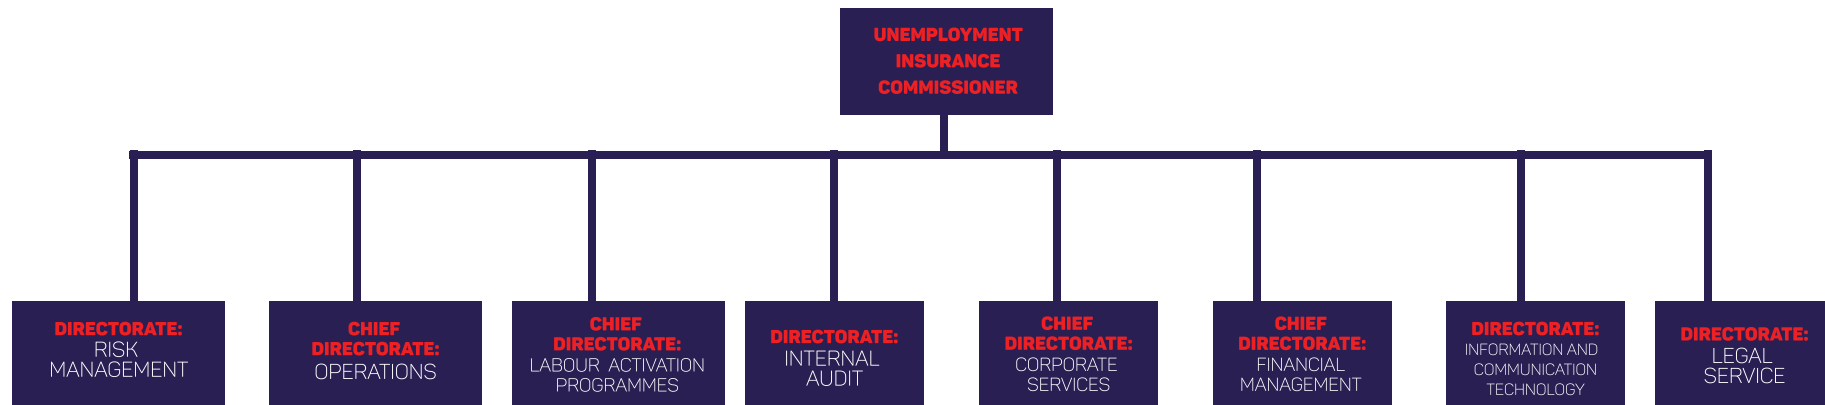 UNEMPLOYMENT
INSURANCE
COMMISSIONER
DIRECTORATE:
RISK
MANAGEMENT
CHIEF
DIRECTORATE:
OPERATIONS
CHIEF
DIRECTORATE:
LABOUR ACTIVATION
PROGRAMMES
DIRECTORATE:
INTERNAL
AUDIT
CHIEF
DIRECTORATE:
CORPORATE
SERVICES
CHIEF
DIRECTORATE:
FINANCIAL
MANAGEMENT
DIRECTORATE:
INFORMATION AND
COMMUNICATION
TECHNOLOGY
DIRECTORATE:
LEGAL
SERVICE